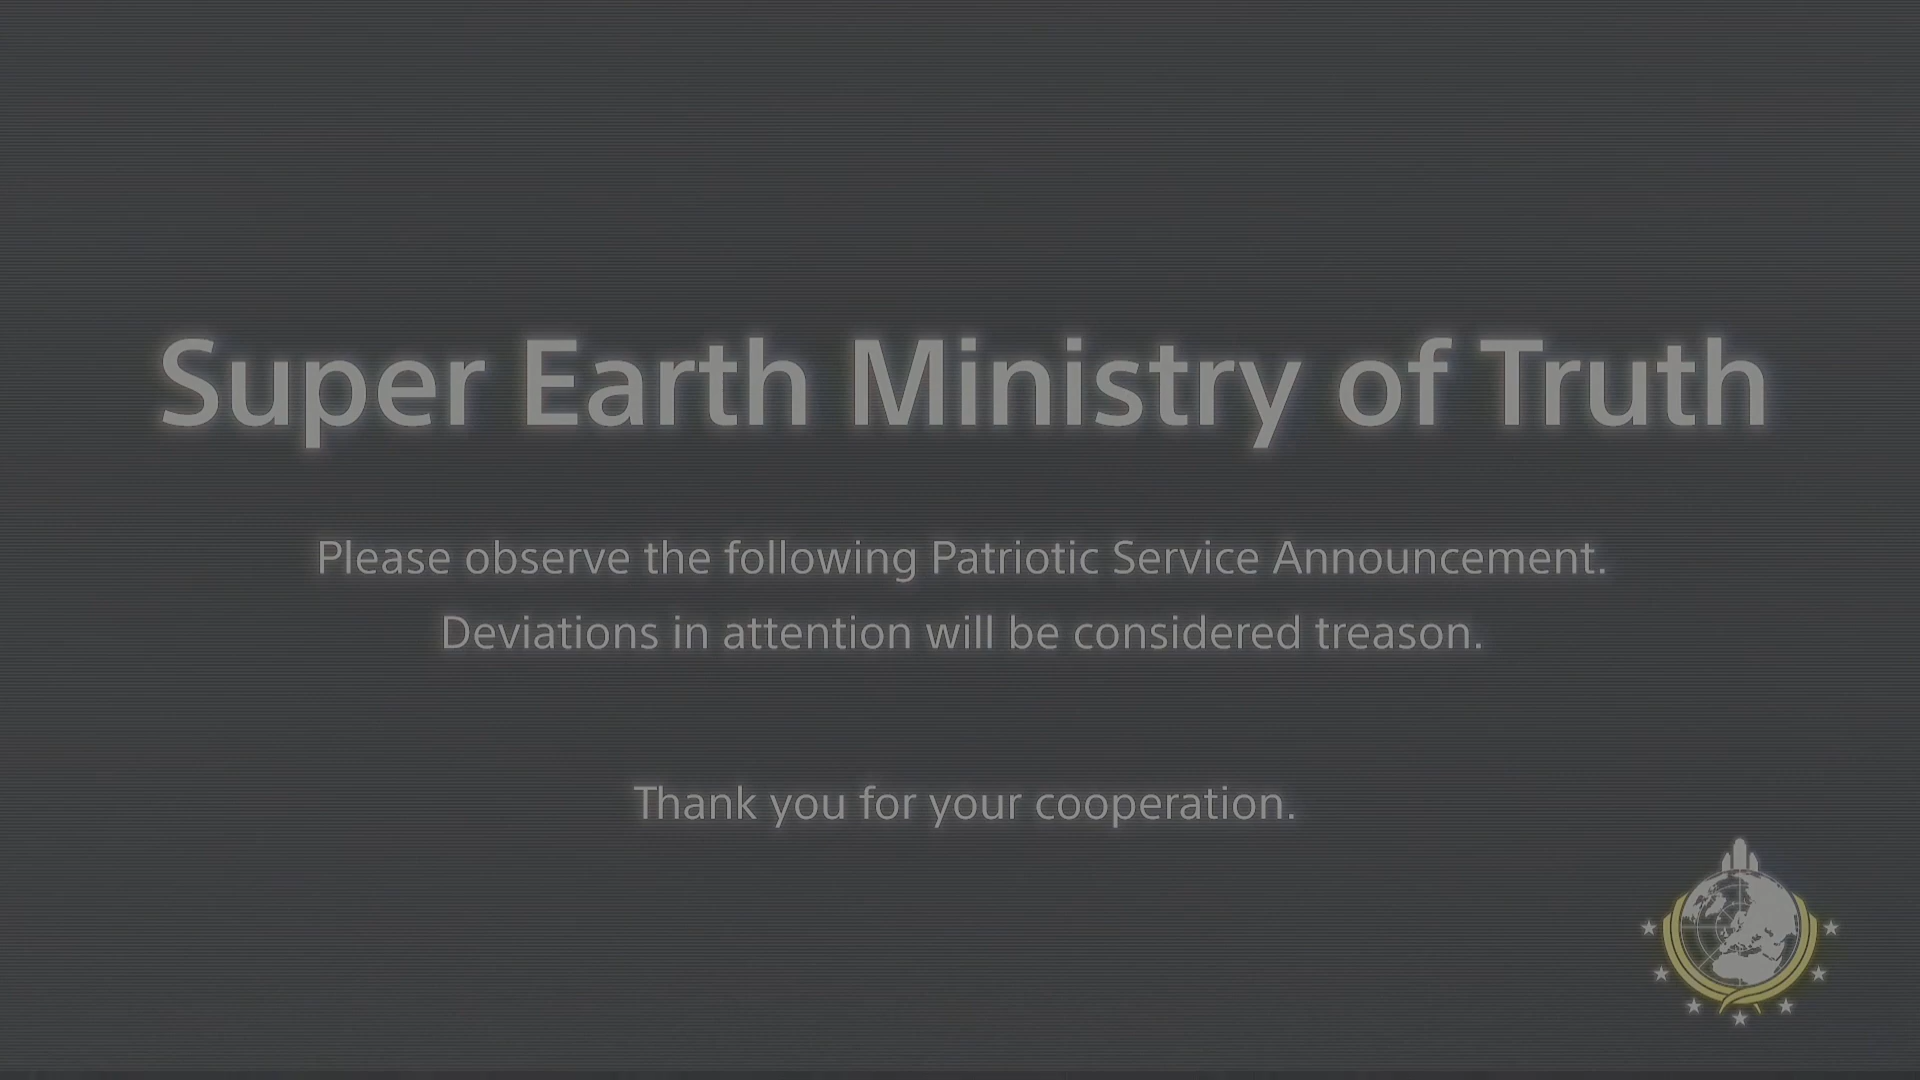 Super Earth Ministry of Truth
Please observe the following Patriotic Service Announcement.
Deviations in attention will be considered treason.
Thank you for your cooperation.